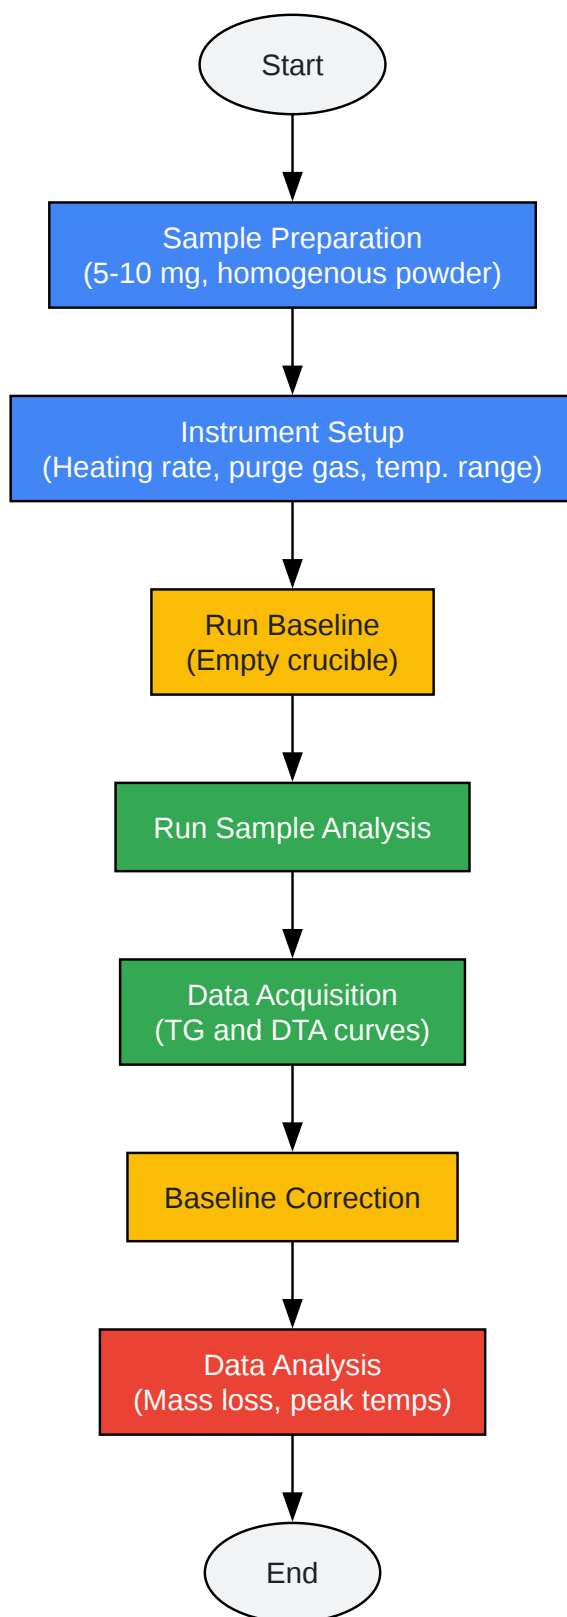 Start
Sample Preparation
(5-10 mg, homogenous powder)
Instrument Setup
(Heating rate, purge gas, temp. range)
Run Baseline
(Empty crucible)
Run Sample Analysis
Data Acquisition
(TG and DTA curves)
Baseline Correction
Data Analysis
(Mass loss, peak temps)
End